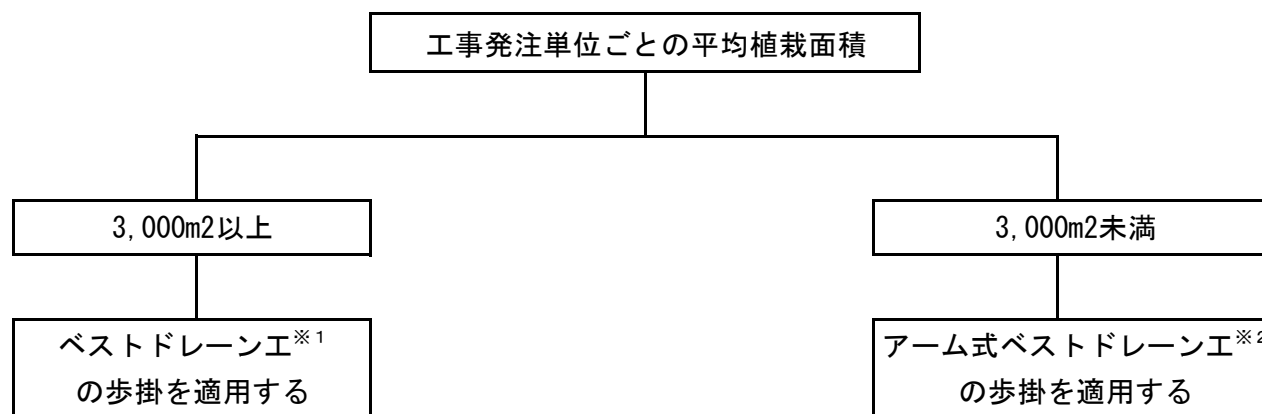 工事発注単位ごとの平均植栽面積
3,000m2以上
3,000m2未満
ベストドレーン工※1
の歩掛を適用する
アーム式ベストドレーン工※2
の歩掛を適用する